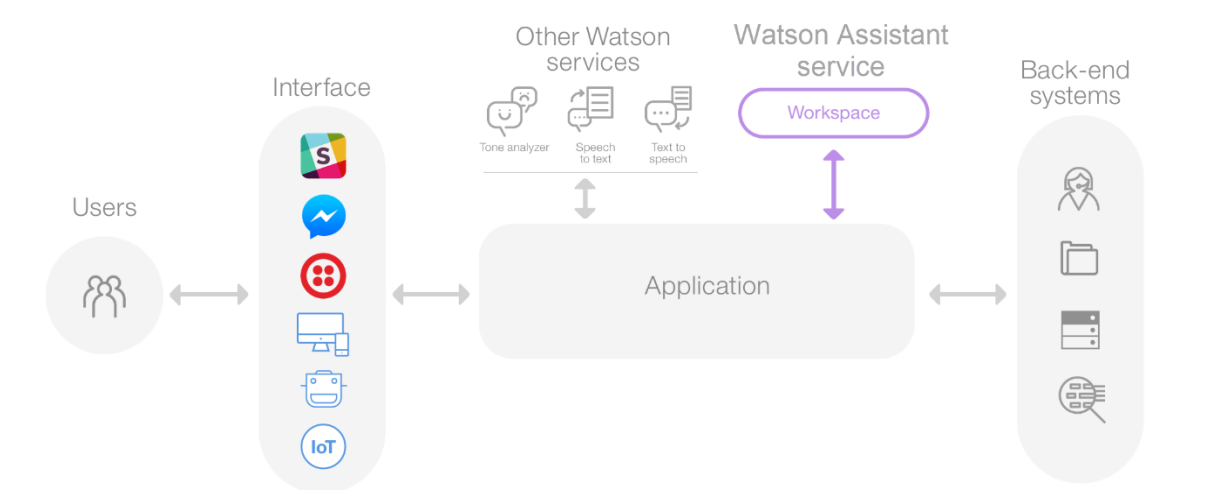 Users
Interface
S
IoT
Other Watson
services
Tone analyzer
Speech
to text
Text to
speech
Watson Assistant
service
Workspace
Application
Back-end
systems